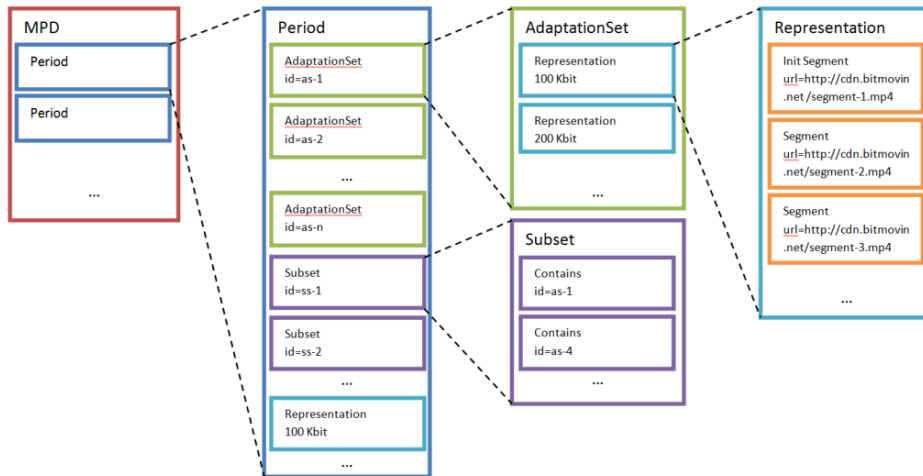 MPD
Period
Period
...
Period
AdaptationSet
id=as-1
AdaptationSet
id=as-2
...
AdaptationSet
id=as-n
Subset
id=ss-1
Subset
id=ss-2
...
Representation
100 Kbit
...
AdaptationSet
Representation
100 Kbit
Representation
200 Kbit
...
Subset
Contains
id=as-1
Contains
id=as-4
...
Representation
Init Segment
url=http://cdn.bitmovin
.net/segment-1.mp4
Segment
url=http://cdn.bitmovin
.net/segment-2.mp4
Segment
url=http://cdn.bitmovin
.net/segment-3.mp4
...